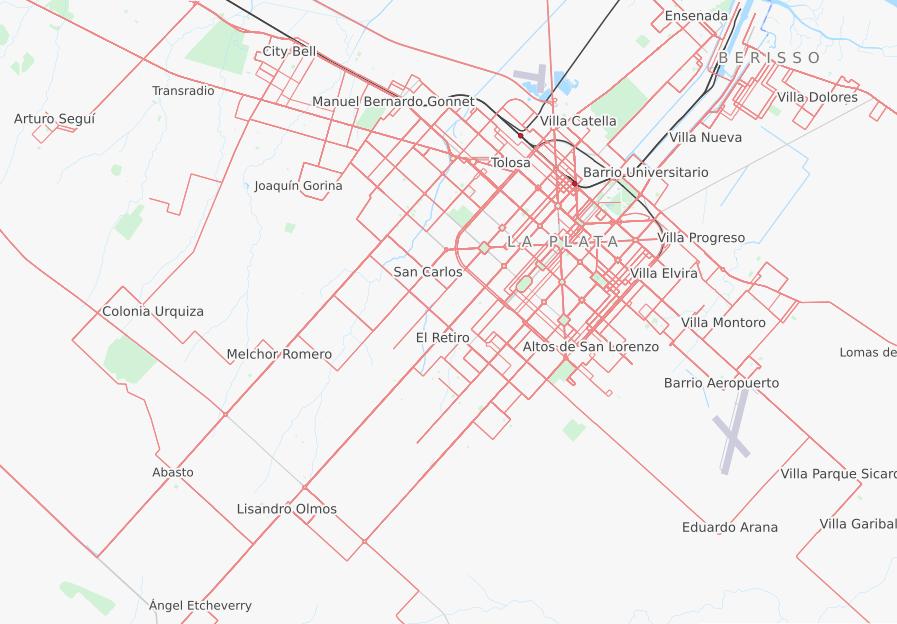 Ensenada
City Bell
BERISSO
Transradio
Manuel Bernardo Gonnet
Villa Dolores
Arturo Seguí
Villa Catella
Villa Nueva
Tolosa
Barrio Universitario
Joaquín Gorina
LA PLATA
Villa Progreso
San Carlos
Villa Elvira
Colonia Urquiza
Villa Montoro
El Retiro
Altos de San Lorenzo
Melchor Romero
Lomas de
Barrio Aeropuerto
Abasto
Villa Parque Sicard
Lisandro Olmos
Eduardo Arana
Villa Garibal
Ángel Etcheverry